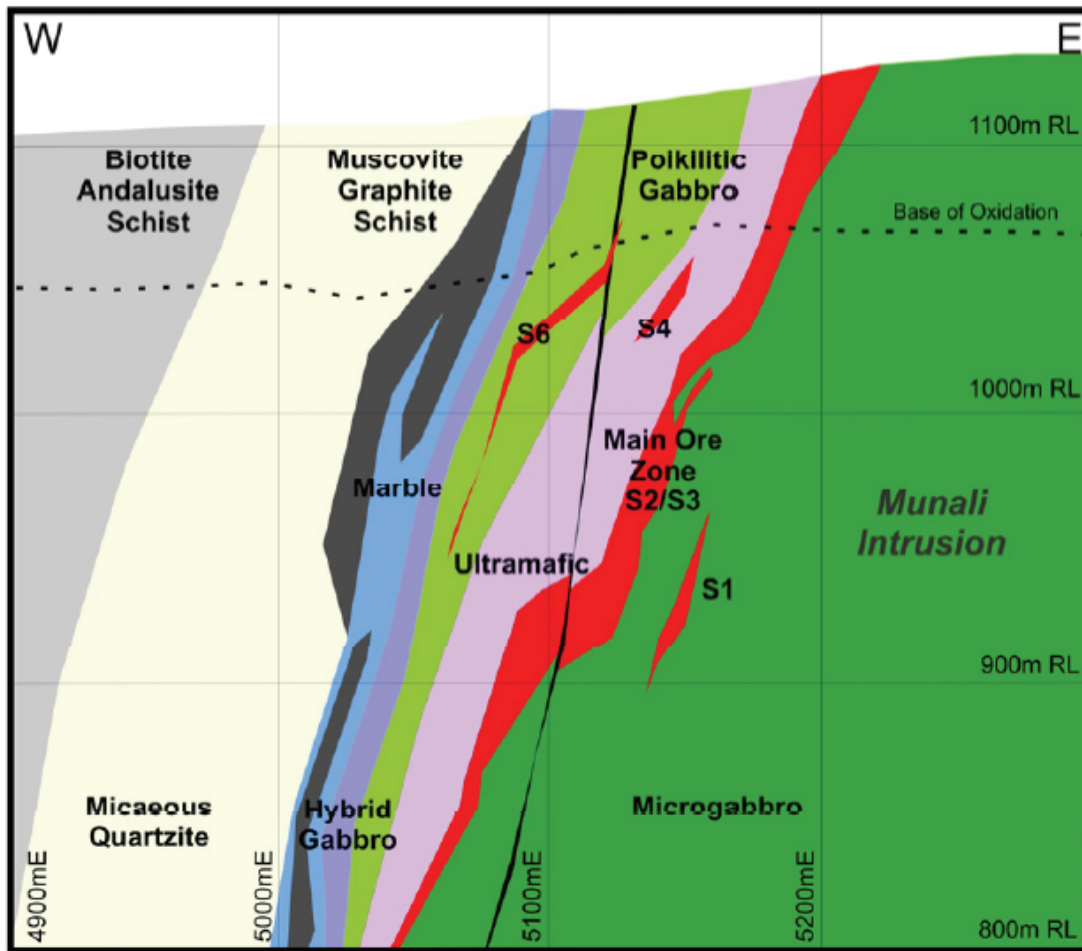 W
E
1100m RL
Biotite
Andalusite
Schist
Muscovite
Graphite
Schist
Poikilitic
Gabbro
Base of Oxidation
S6
S4
1000m RL
Main Ore
Zone
S2/S3
Marble
Munali
Intrusion
Ultramafic
S1
900m RL
Micaeous
Quartzite
Hybrid
Gabbro
Microgabbro
4900mE
5000mE
5100mE
5200mE
800m RL